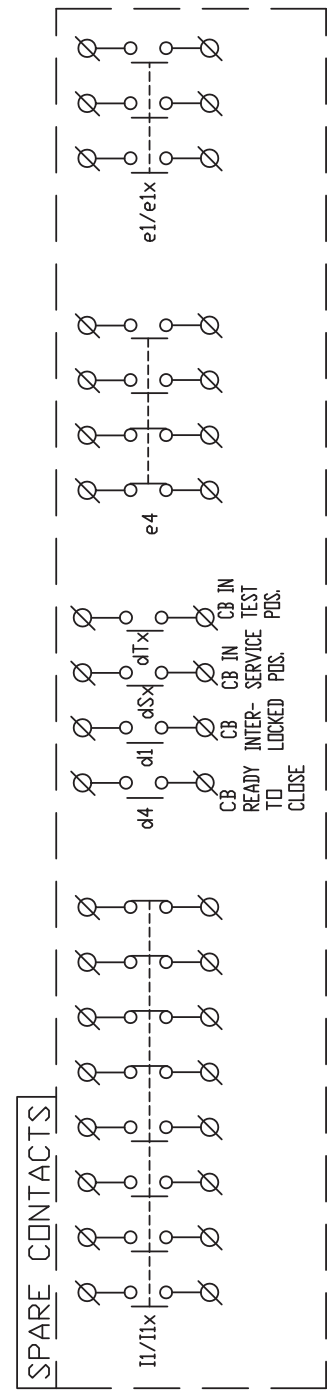 SPARE CONTACTS
I1/I1x
d4
d1
dSx
dTx
CB
READY
TO
CLOSE
CB
INTER-
LOCKED
CB IN
SERVICE
POS.
CB IN
TEST
POS.
e4
e1/e1x